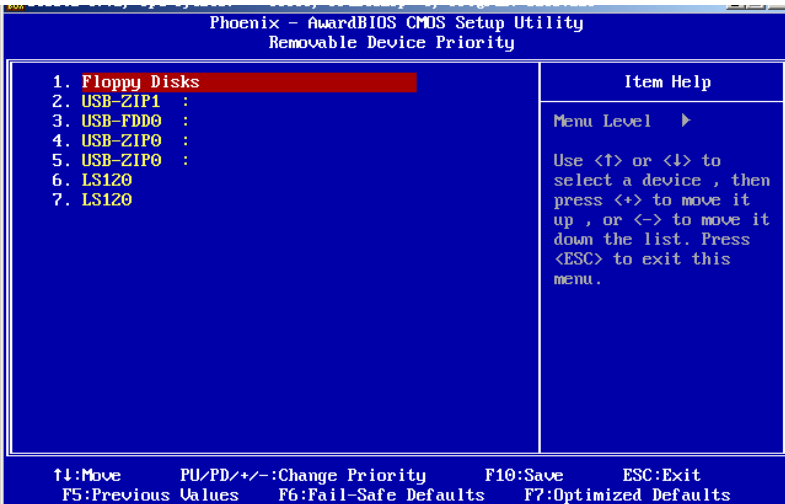 Phoenix - AwardBIOS CMOS Setup Utility
Removable Device Priority
1. Floppy Disks
2. USB-ZIP1 :
3. USB-FDD0 :
4. USB-ZIP0 :
5. USB-ZIP0 :
6. LS120
7. LS120
Item Help
Menu Level ▶
Use <↑> or <↓> to
select a device , then
press <+> to move it
up , or <-> to move it
down the list. Press
<ESC> to exit this
menu.
↑↓:Move PU/PD/+/-:Change Priority F10:Save ESC:Exit
F5:Previous Values F6:Fail-Safe Defaults F7:Optimized Defaults